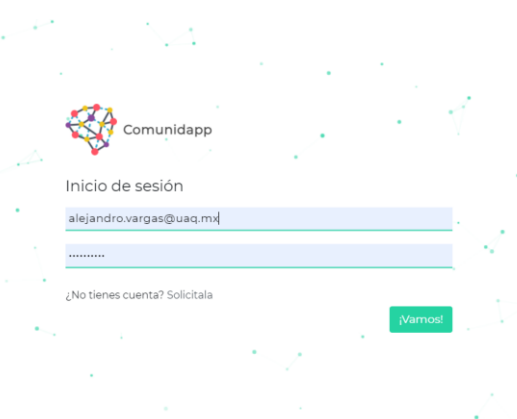 Comunidapp
Inicio de sesión
alejandro.vargas@uaq.mx
••••••••••
¿No tienes cuenta? Solicitala
¡Vamos!